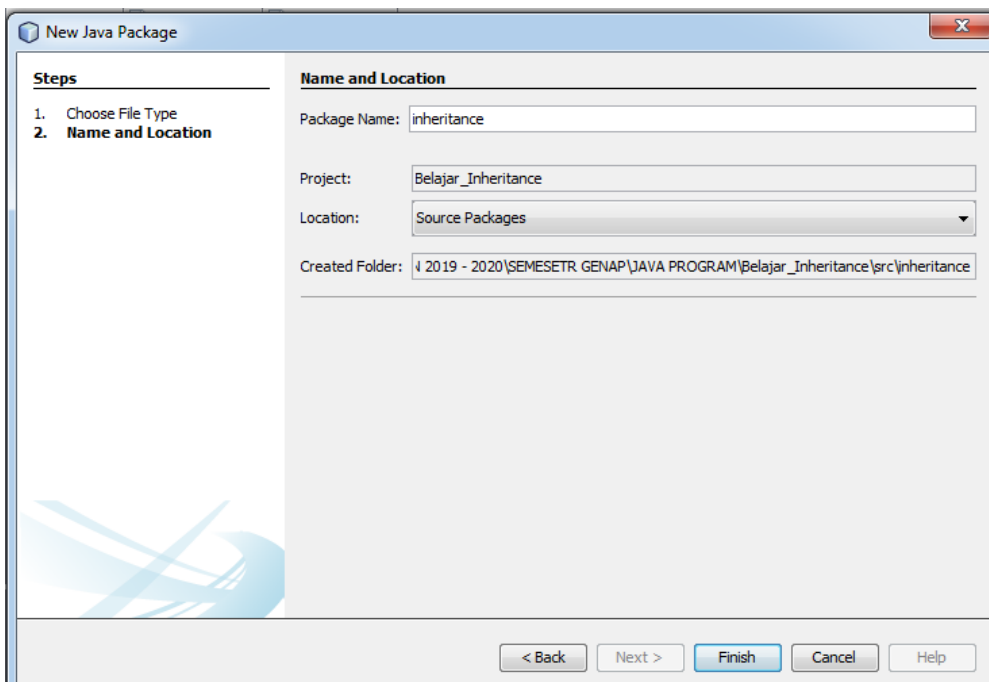 New Java Package
Steps
1. Choose File Type
2. Name and Location
Name and Location
Package Name: inheritance
Project: Belajar_Inheritance
Location: Source Packages
Created Folder: 2019 - 2020\SEMESETR GENAP\JAVA PROGRAM\Belajar_Inheritance\src\inheritance
< Back Next > Finish Cancel Help